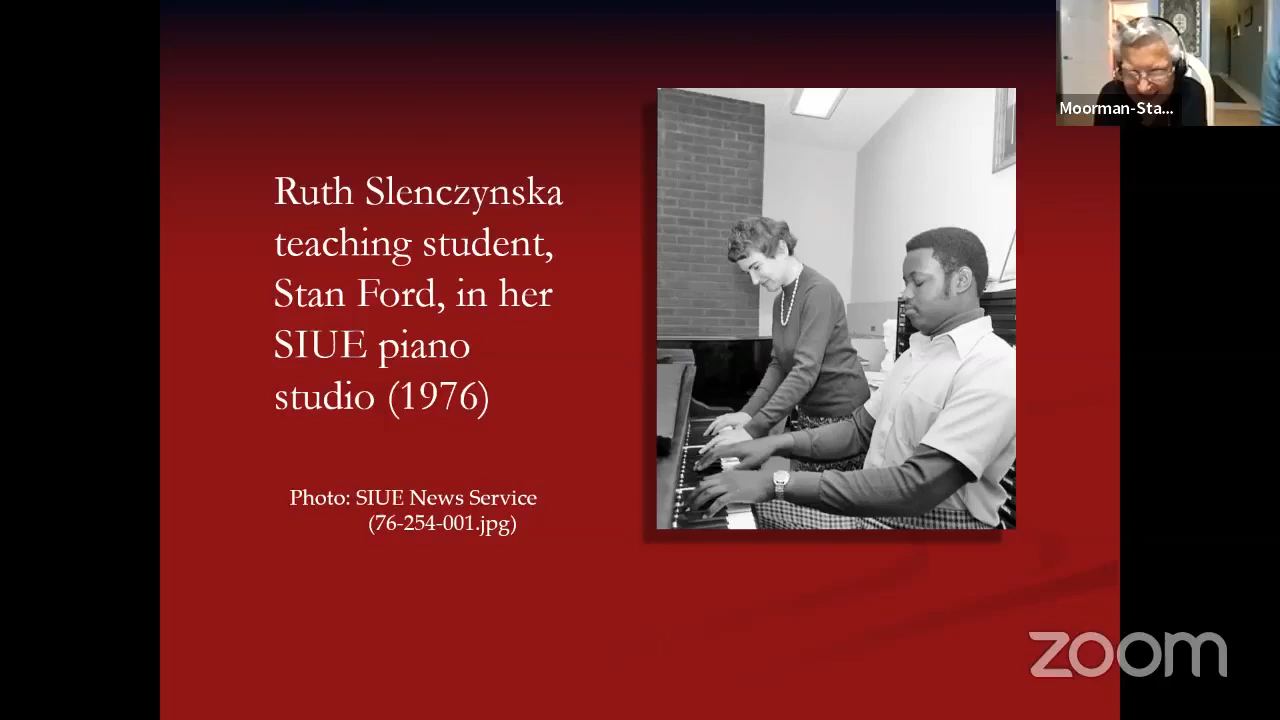 Ruth Slenczynska
teaching student,
Stan Ford, in her
SIUE piano
studio (1976)
Photo: SIUE News Service
(76-254-001.jpg)
Moorman-Sta...
zoom